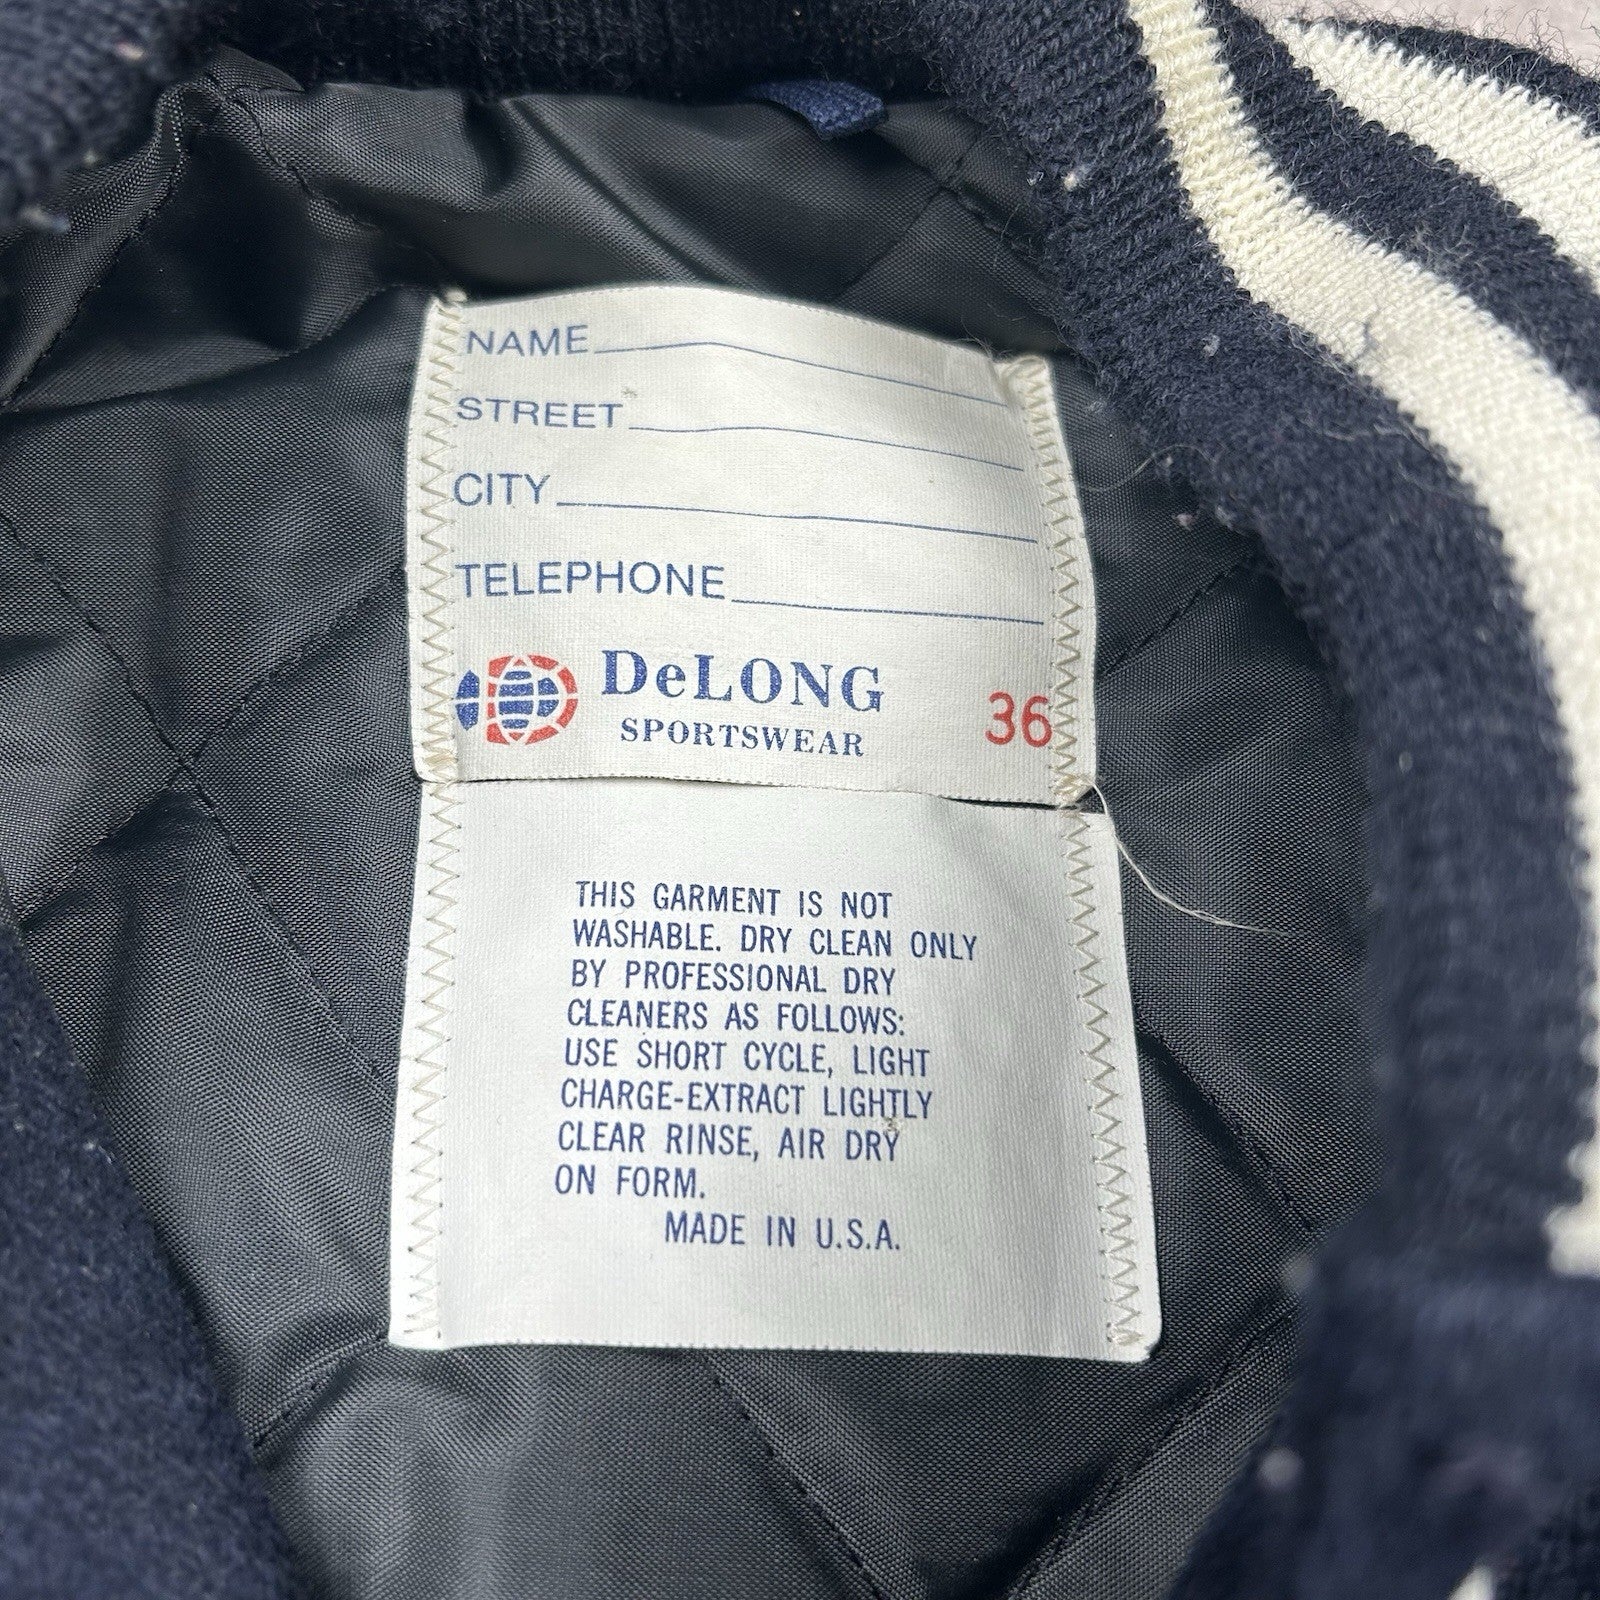 NAME
STREET
CITY
TELEPHONE
DeLONG
SPORTSWEAR
36
THIS GARMENT IS NOT
WASHABLE. DRY CLEAN ONLY
BY PROFESSIONAL DRY
CLEANERS AS FOLLOWS:
USE SHORT CYCLE, LIGHT
CHARGE-EXTRACT LIGHTLY
CLEAR RINSE, AIR DRY
ON FORM.
MADE IN U.S.A.